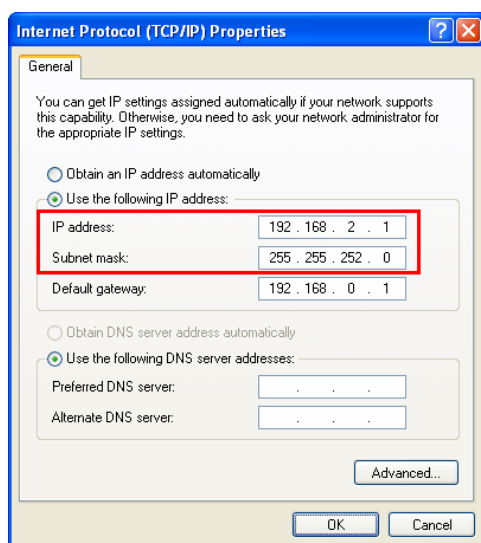 Internet Protocol (TCP/IP) Properties
General
You can get IP settings assigned automatically if your network supports
this capability. Otherwise, you need to ask your network administrator for
the appropriate IP settings.
Obtain an IP address automatically
Use the following IP address:
IP address: 192 . 168 . 2 . 1
Subnet mask: 255 . 255 . 252 . 0
Default gateway: 192 . 168 . 0 . 1
Obtain DNS server address automatically
Use the following DNS server addresses:
Preferred DNS server: . . .
Alternate DNS server: . . .
Advanced...
OK Cancel